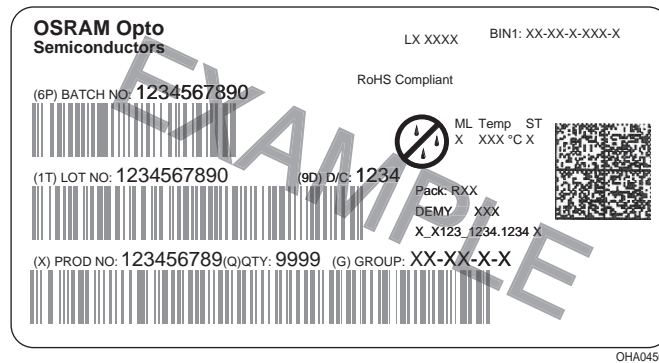 OSRAM Opto
Semiconductors
LX XXXX
BIN1: XX-XX-X-XXX-X
RoHS Compliant
(6P) BATCH NO: 1234567890
ML Temp ST
X XXX °C X
(1T) LOT NO: 1234567890 (9D) D/C: 1234
Pack: RXX
DEMY XXX
X_X123_1234.1234 X
(X) PROD NO: 123456789 (Q)QTY: 9999 (G) GROUP: XX-XX-X-X
EXAMPLE